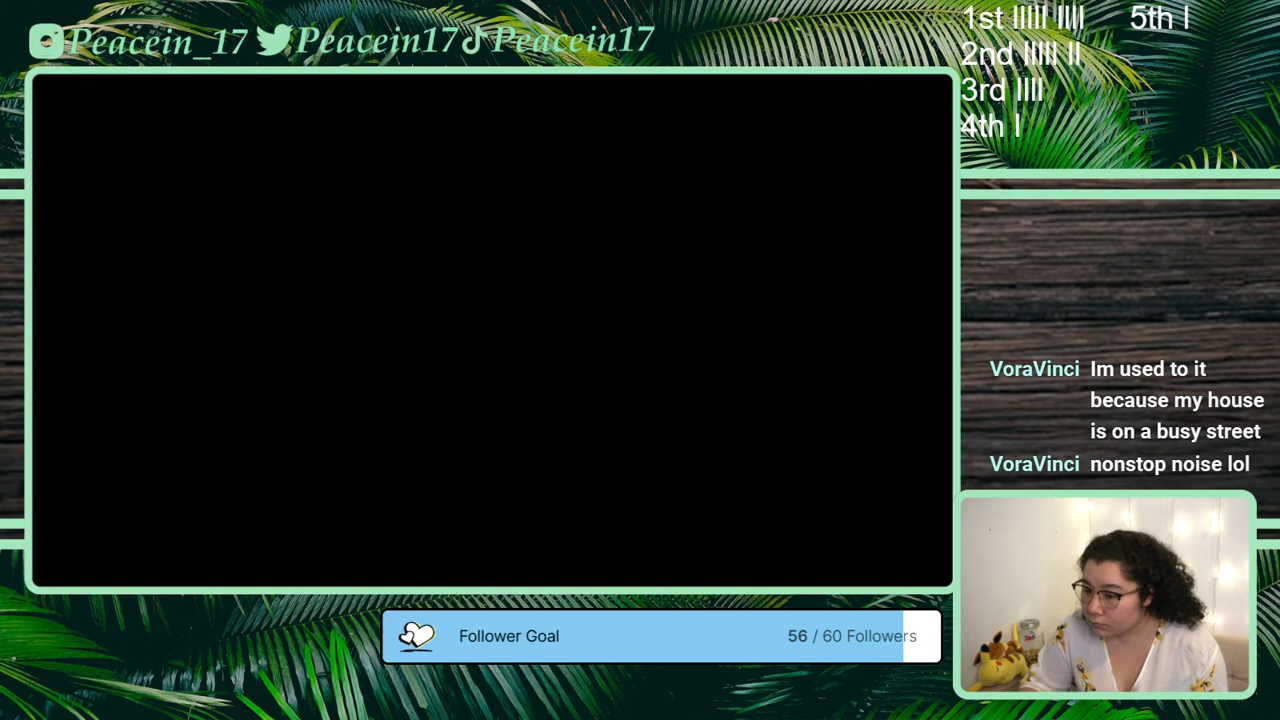 Peacein_17 Peacein17 Peacein17
1st IIIII IIII 5th I
2nd IIIII II
3rd IIII
4th I
VoraVinci Im used to it
because my house
is on a busy street
VoraVinci nonstop noise lol
Follower Goal 56 / 60 Followers